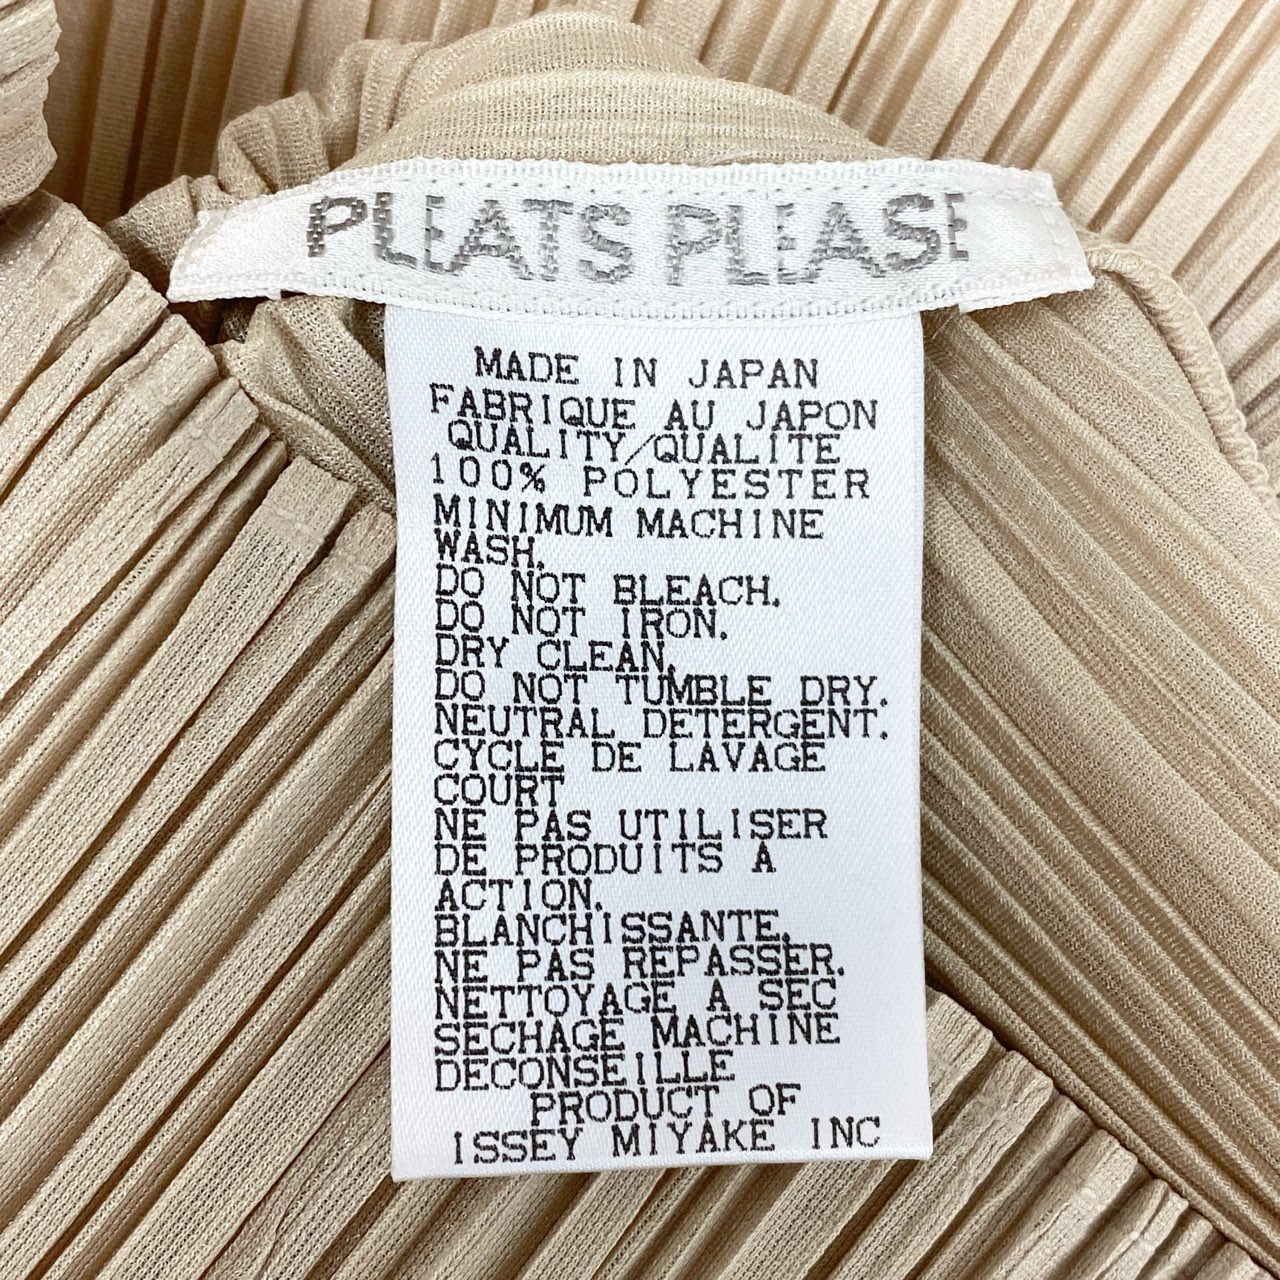 PLEATS PLEASE
MADE IN JAPAN
FABRIQUE AU JAPON
QUALITY/QUALITE
100% POLYESTER
MINIMUM MACHINE
WASH.
DO NOT BLEACH.
DO NOT IRON.
DRY CLEAN.
DO NOT TUMBLE DRY.
NEUTRAL DETERGENT.
CYCLE DE LAVAGE
COURT
NE PAS UTILISER
DE PRODUITS A
ACTION.
BLANCHISSANTE.
NE PAS REPASSER.
NETTOYAGE A SEC
SECHAGE MACHINE
DECONSEILLE
PRODUCT OF
ISSEY MIYAKE INC